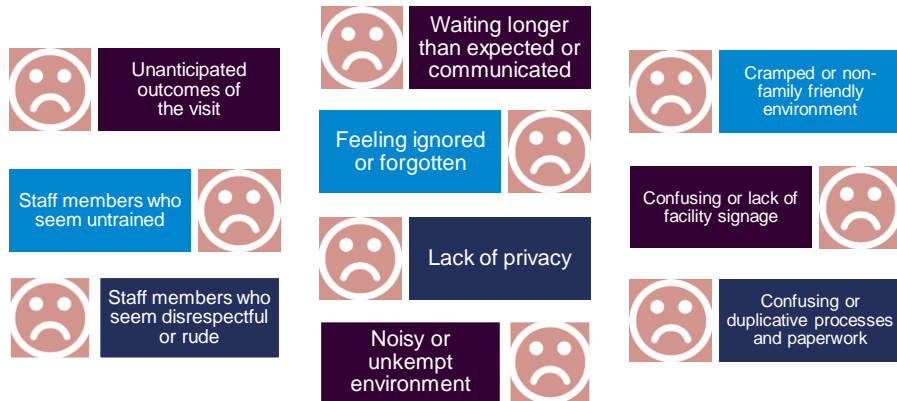 Unanticipated
outcomes of
the visit
Staff members who
seem untrained
Staff members who
seem disrespectful
or rude
Waiting longer
than expected or
communicated
Feeling ignored
or forgotten
Lack of privacy
Noisy or
unkempt
environment
Cramped or non-
family friendly
environment
Confusing or lack of
facility signage
Confusing or
duplicative processes
and paperwork